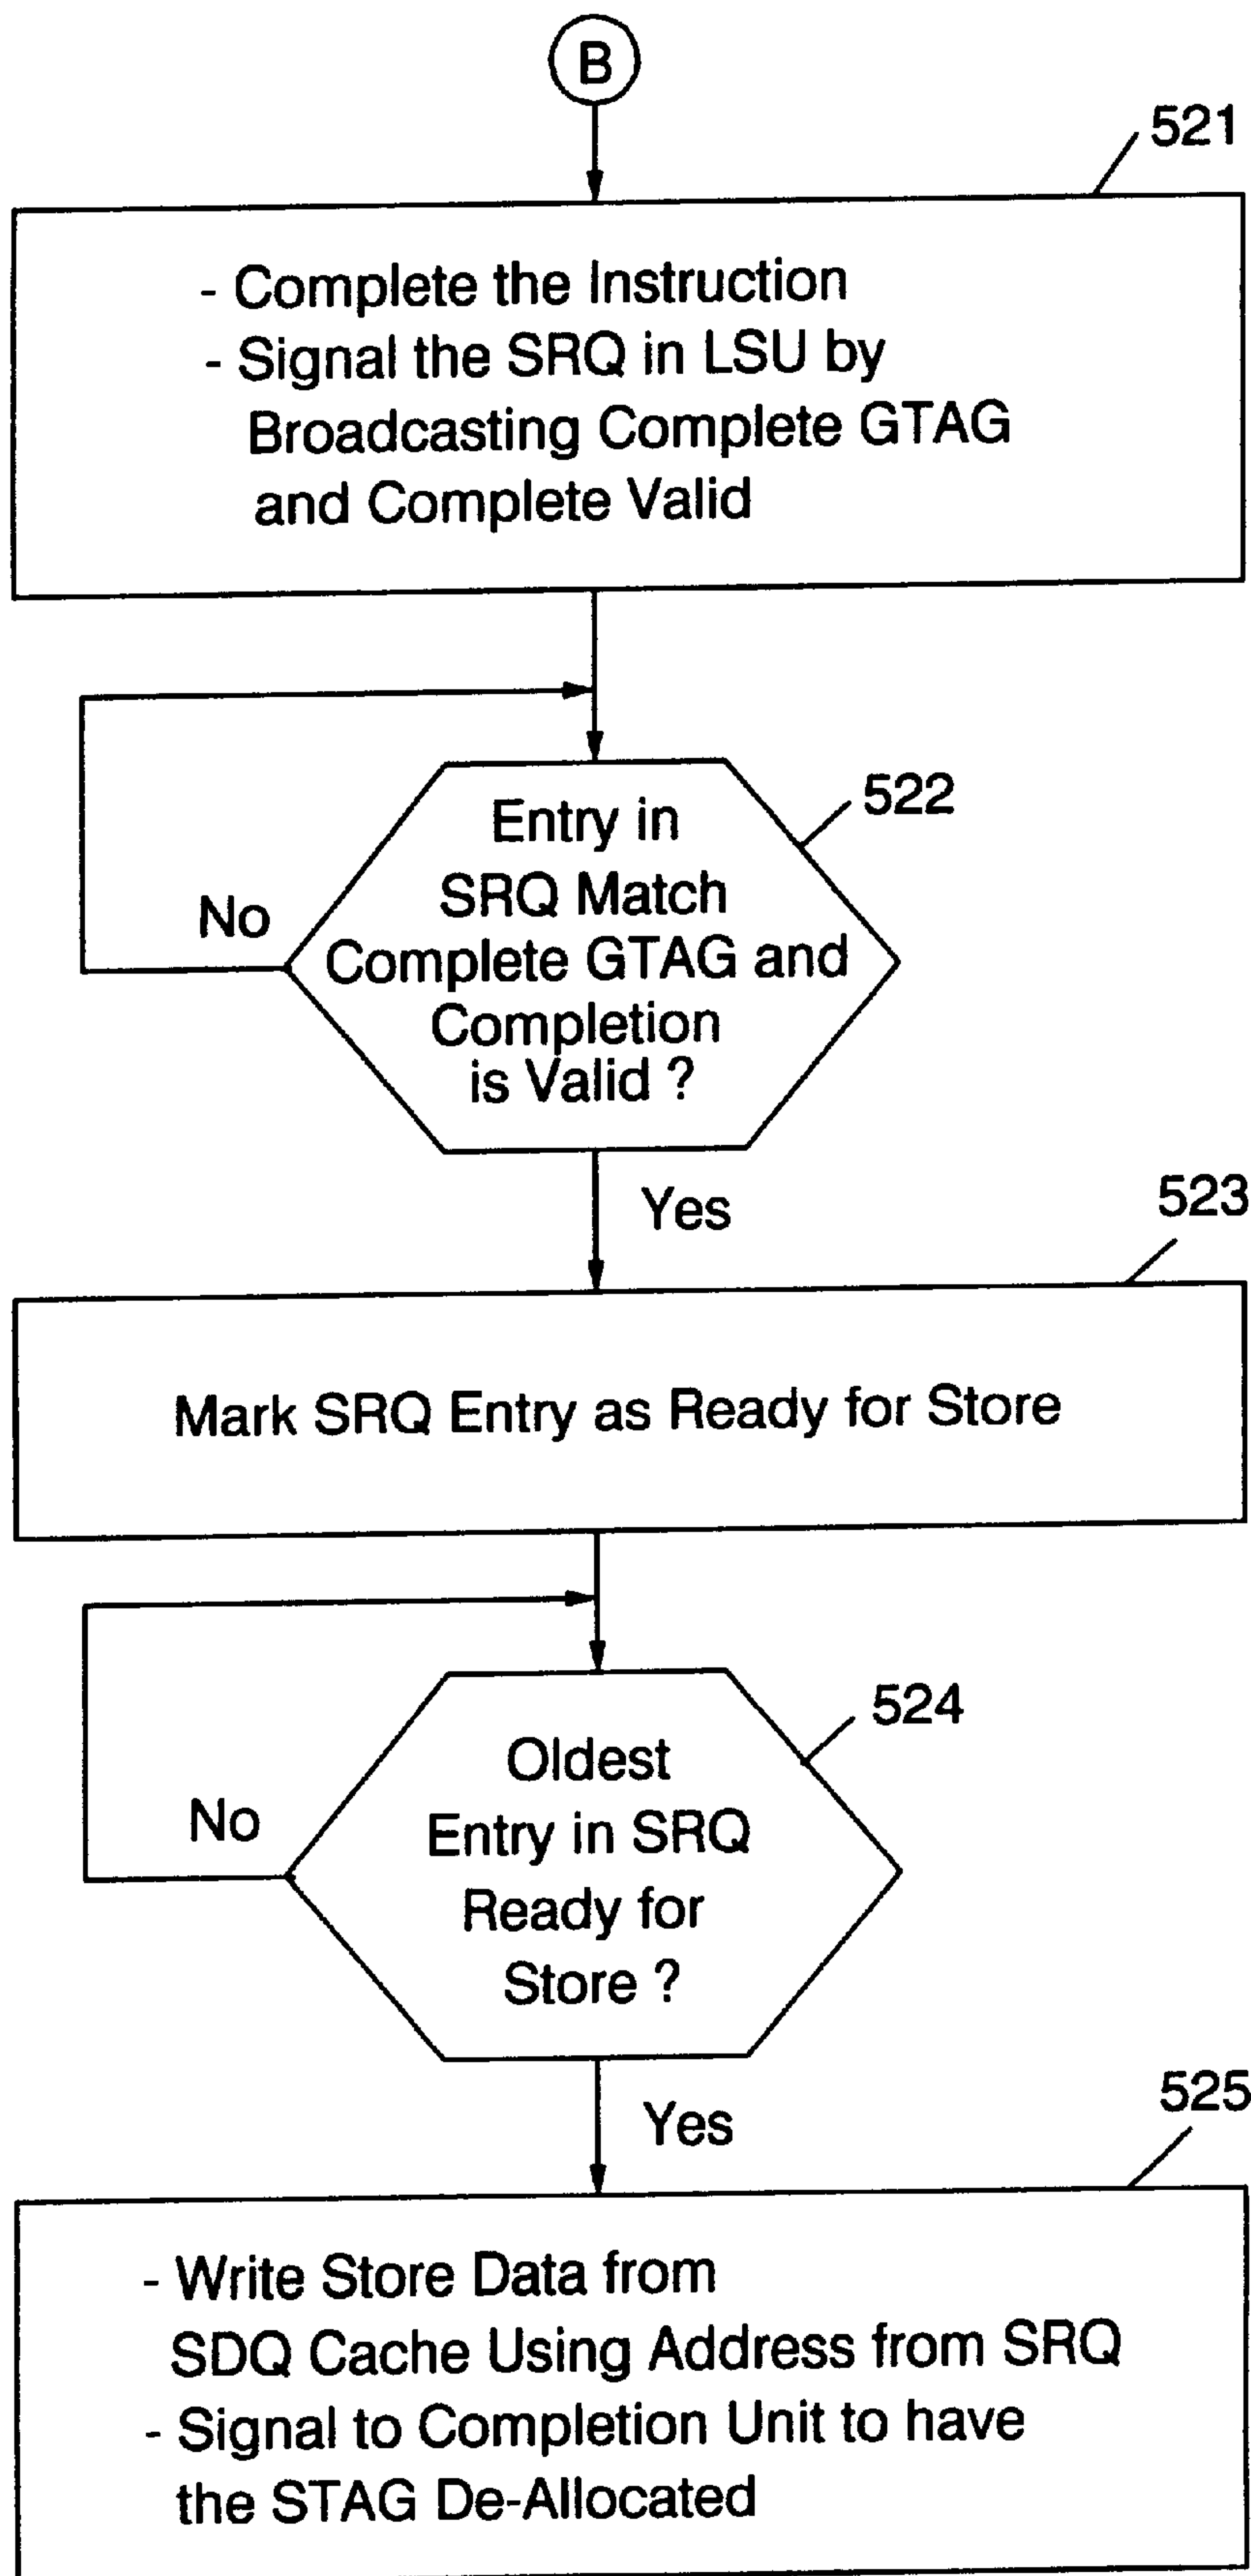 B
521
- Complete the Instruction
- Signal the SRQ in LSU by
Broadcasting Complete GTAG
and Complete Valid
522
Entry in
SRQ Match
Complete GTAG and
Completion
is Valid ?
No
Yes
523
Mark SRQ Entry as Ready for Store
524
Oldest
Entry in SRQ
Ready for
Store ?
No
Yes
525
- Write Store Data from
SDQ Cache Using Address from SRQ
- Signal to Completion Unit to have
the STAG De-Allocated